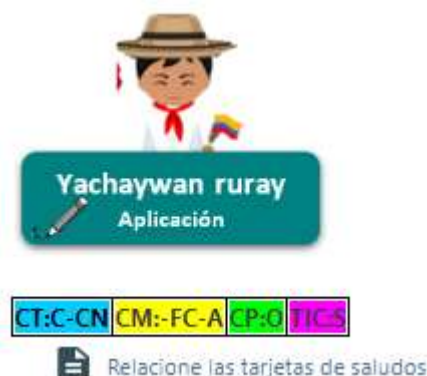 Yachaywan ruray
Aplicación
CT:C-CN CM:-FC-A CP:O TIC:S
Relacione las tarjetas de saludos